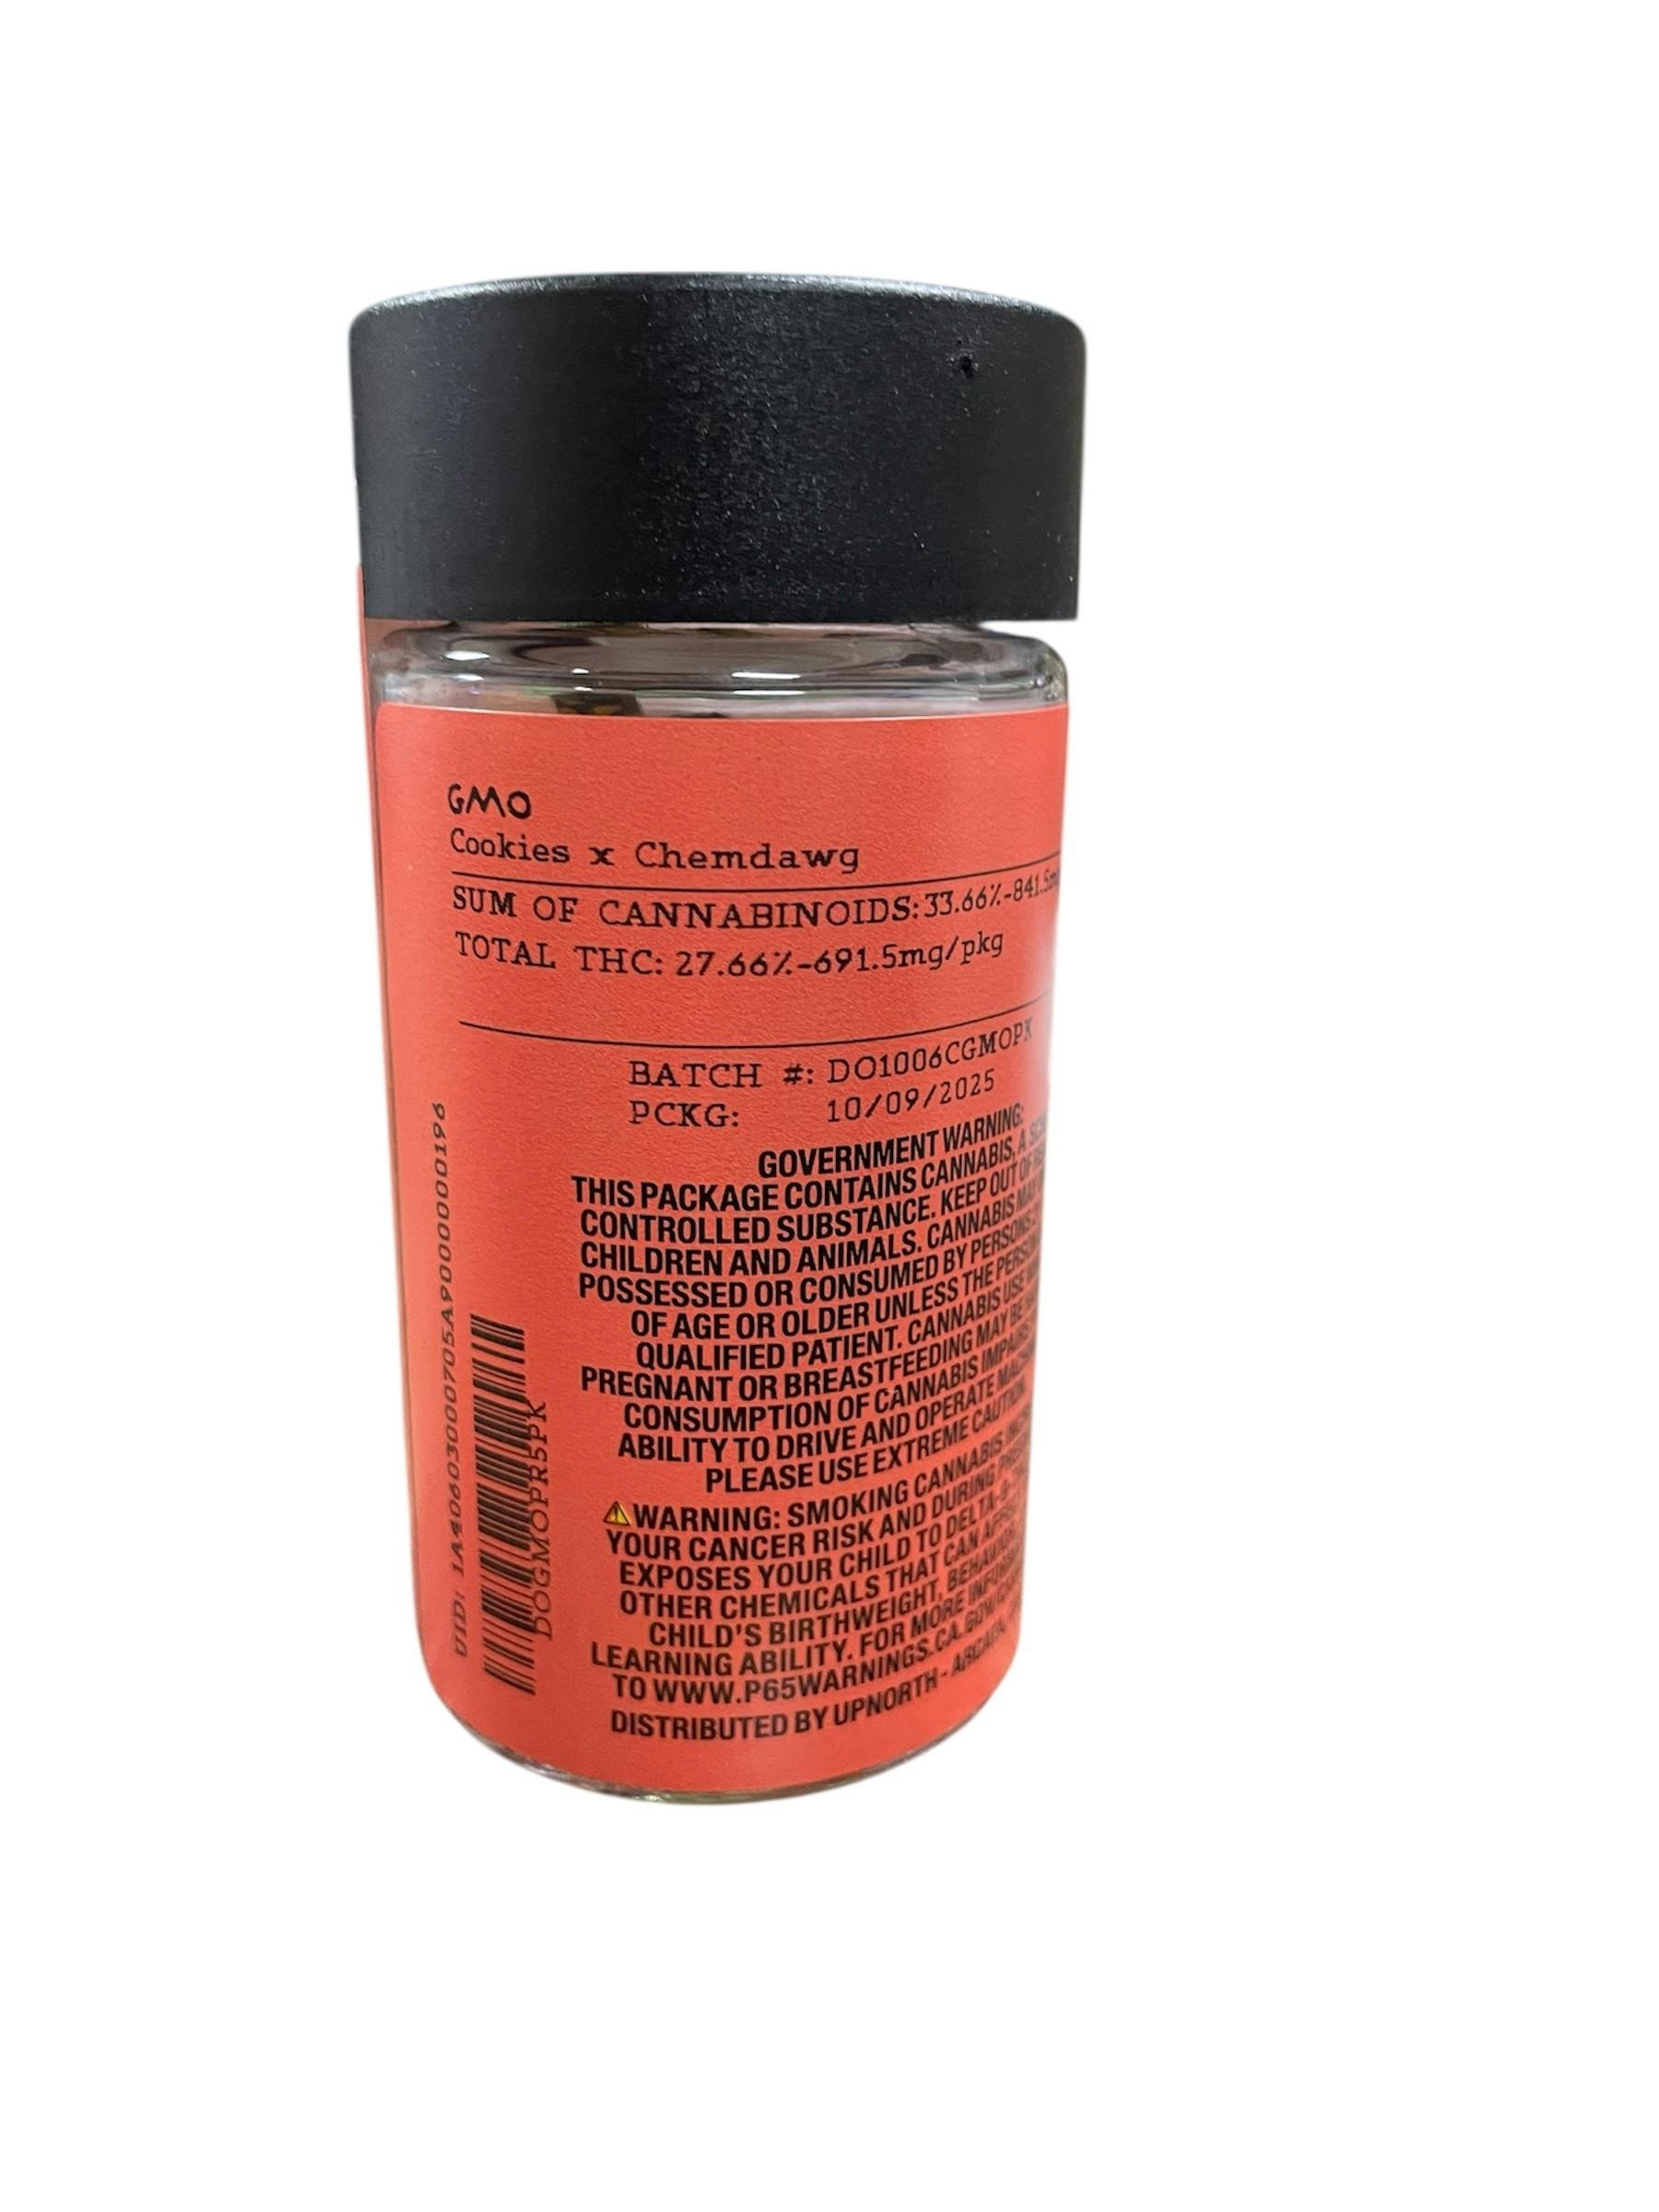 GMO
Cookies x Chemdawg
SUM OF CANNABINOIDS: 33.66%-841.5m
TOTAL THC: 27.66%-691.5mg/pkg
BATCH #: DO1006CGMOPK
PCKG: 10/09/2025
GOVERNMENT WARNING:
THIS PACKAGE CONTAINS CANNABIS, A
CONTROLLED SUBSTANCE. KEEP OUT OF
CHILDREN AND ANIMALS. CANNABIS MAY
POSSESSED OR CONSUMED BY PERSONS
OF AGE OR OLDER UNLESS THE PERSON
QUALIFIED PATIENT. CANNABIS USE
PREGNANT OR BREASTFEEDING MAY BE
CONSUMPTION OF CANNABIS IMPAIRS
ABILITY TO DRIVE AND OPERATE
PLEASE USE EXTREME CAUTION.
⚠WARNING: SMOKING CANNABIS
YOUR CANCER RISK AND DURING
EXPOSES YOUR CHILD TO DELTA-9-
OTHER CHEMICALS THAT CAN
CHILD'S BIRTHWEIGHT, BEHAVIOR
LEARNING ABILITY. FOR MORE
TO WWW.P65WARNINGS.CA.GOV
DISTRIBUTED BY UPNORTH -
UID: 1A406030000705A900000196
DOGMOPR5PK